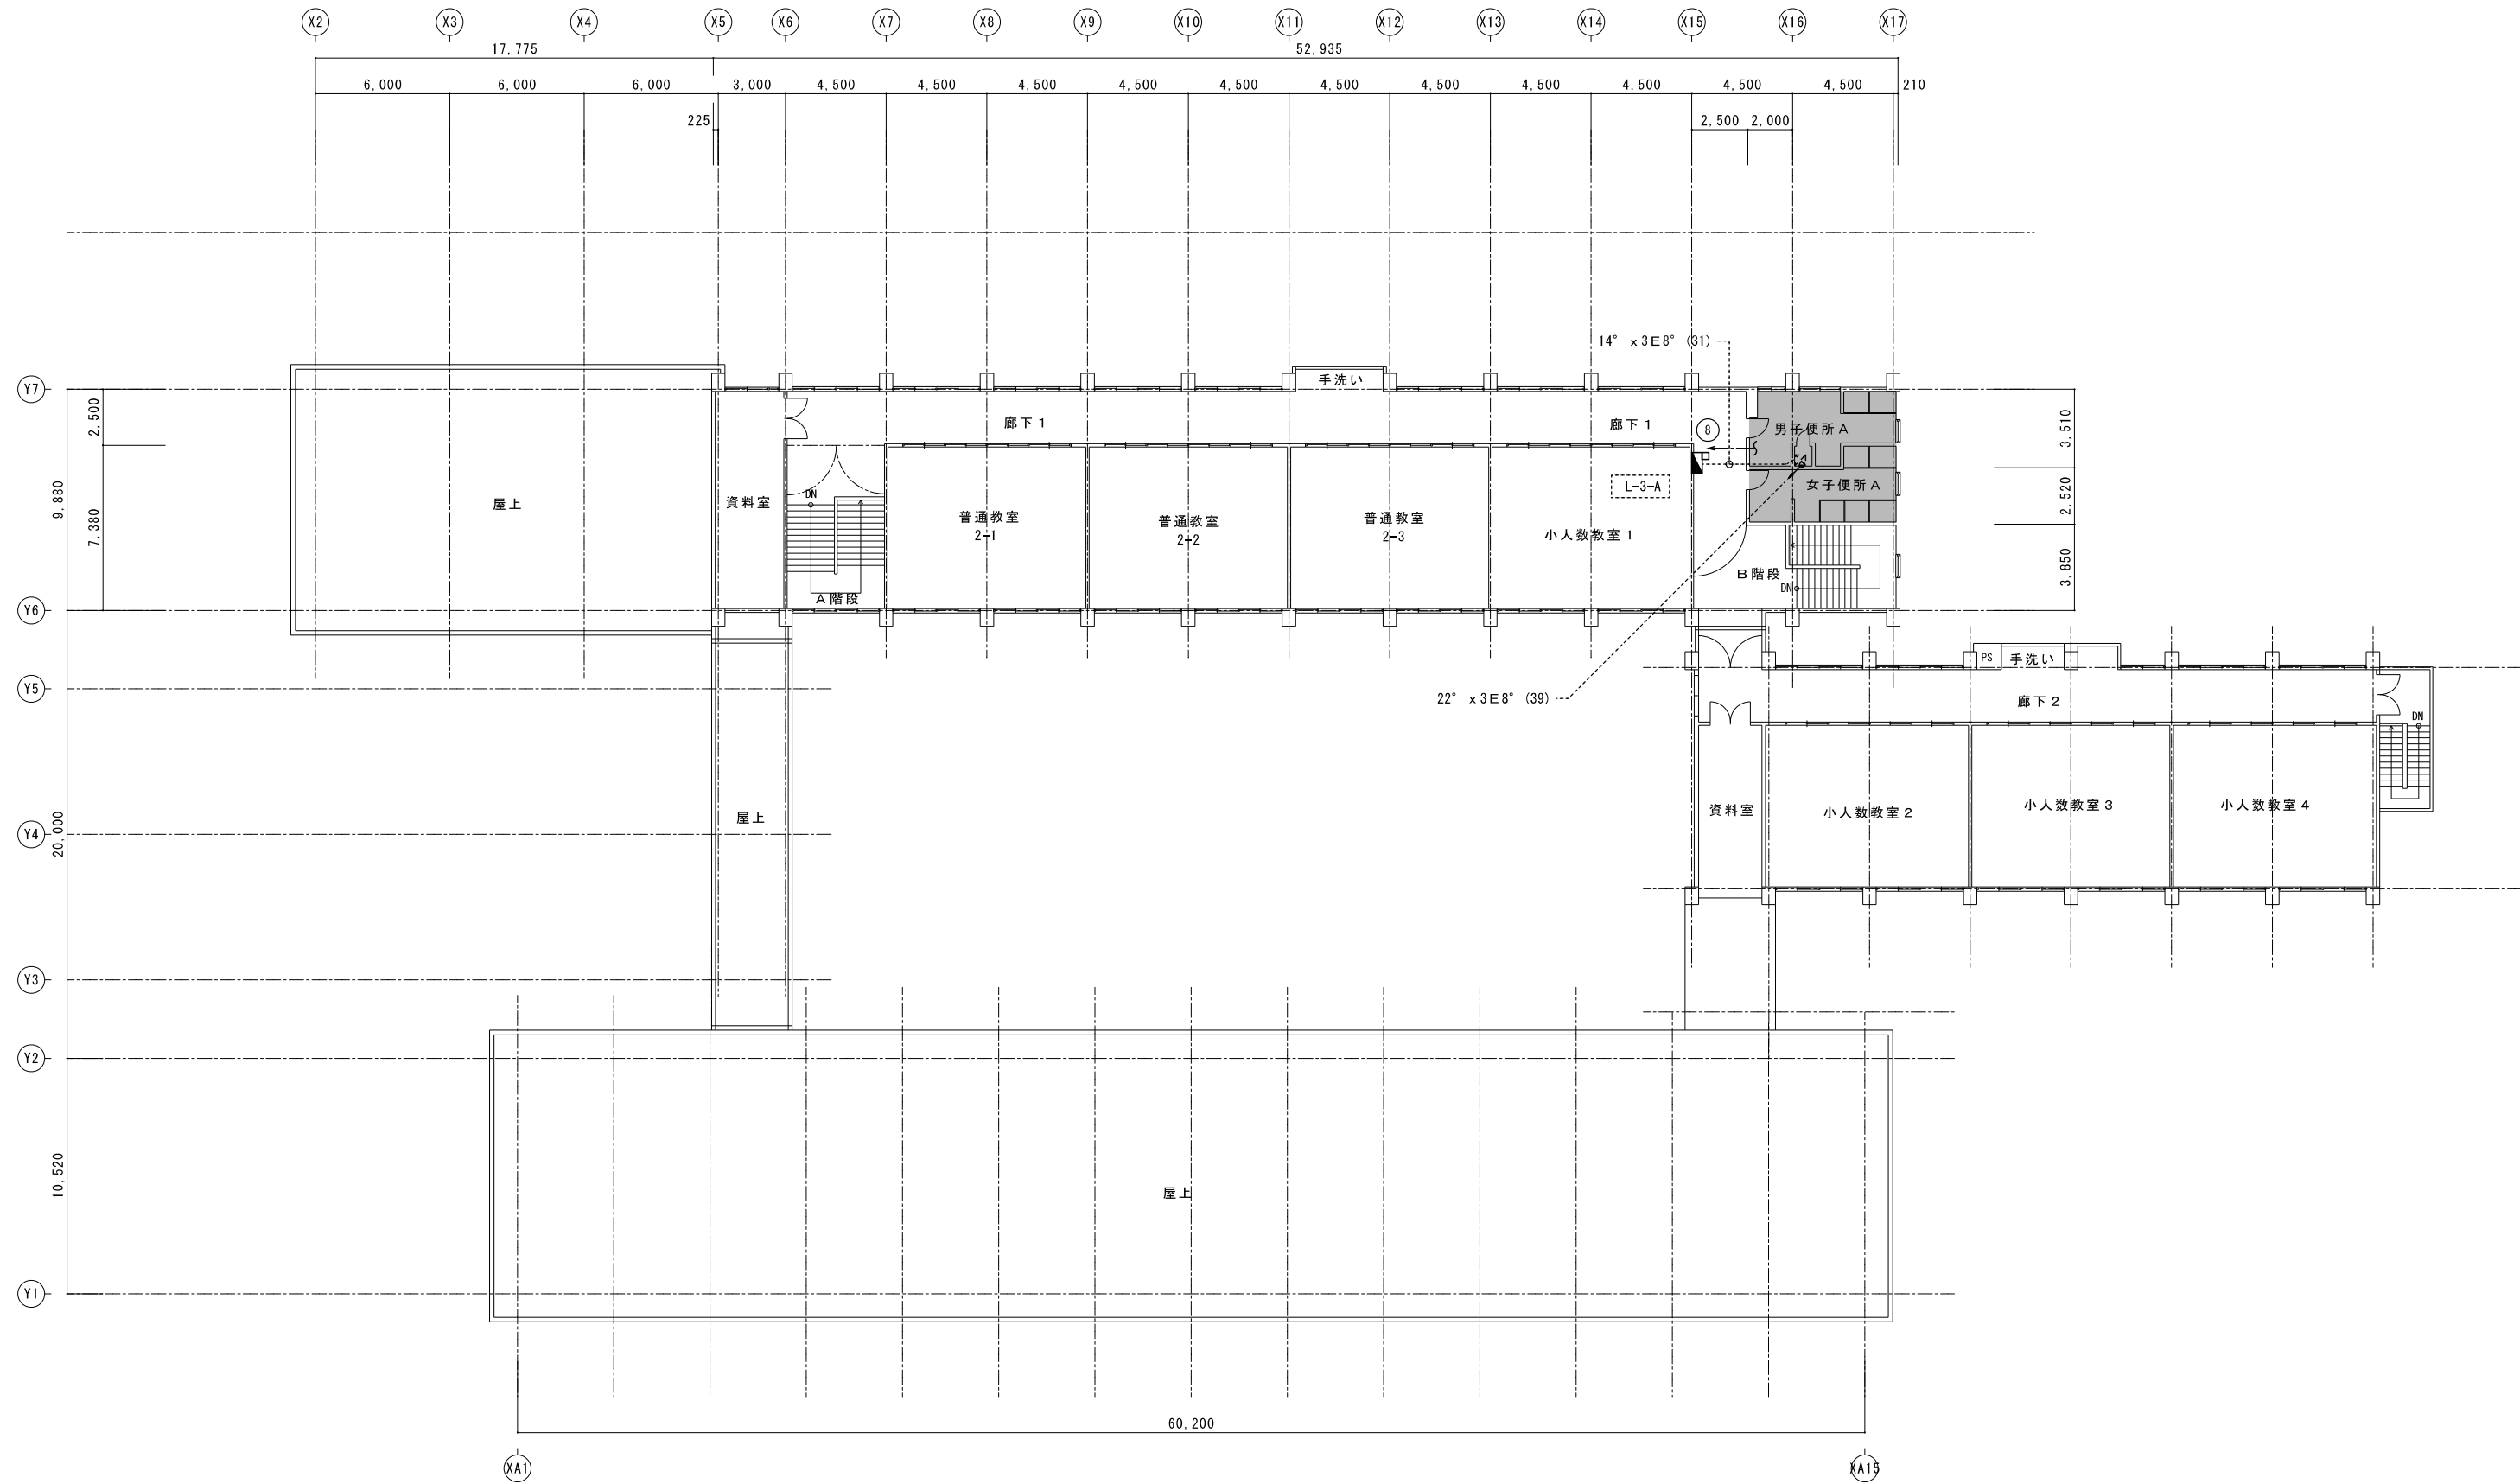 X2 X3 X4 X5 X6 X7 X8 X9 X10 X11 X12 X13 X14 X15 X16 X17
17,775 52,935
6,000 6,000 6,000 3,000 4,500 4,500 4,500 4,500 4,500 4,500 4,500 4,500 4,500 4,500 4,500 210
225 2,500 2,000
14° x3E8° (31)
Y7
手洗い
2,500
廊下1
廊下1
8
男子便所A
3,510
9,880
7,380
屋上
資料室
DN
L-3-A
女子便所A
2,520
普通教室
2-1
普通教室
2-2
普通教室
2-3
小人数教室1
B階段
3,850
DN
A階段
Y6
PS
手洗い
Y5
22° x3E8° (39)
廊下2
DN
屋上
資料室
小人数教室2
小人数教室3
小人数教室4
Y4
20,000
Y3
Y2
10,520
屋上
Y1
60,200
XA1
XA15